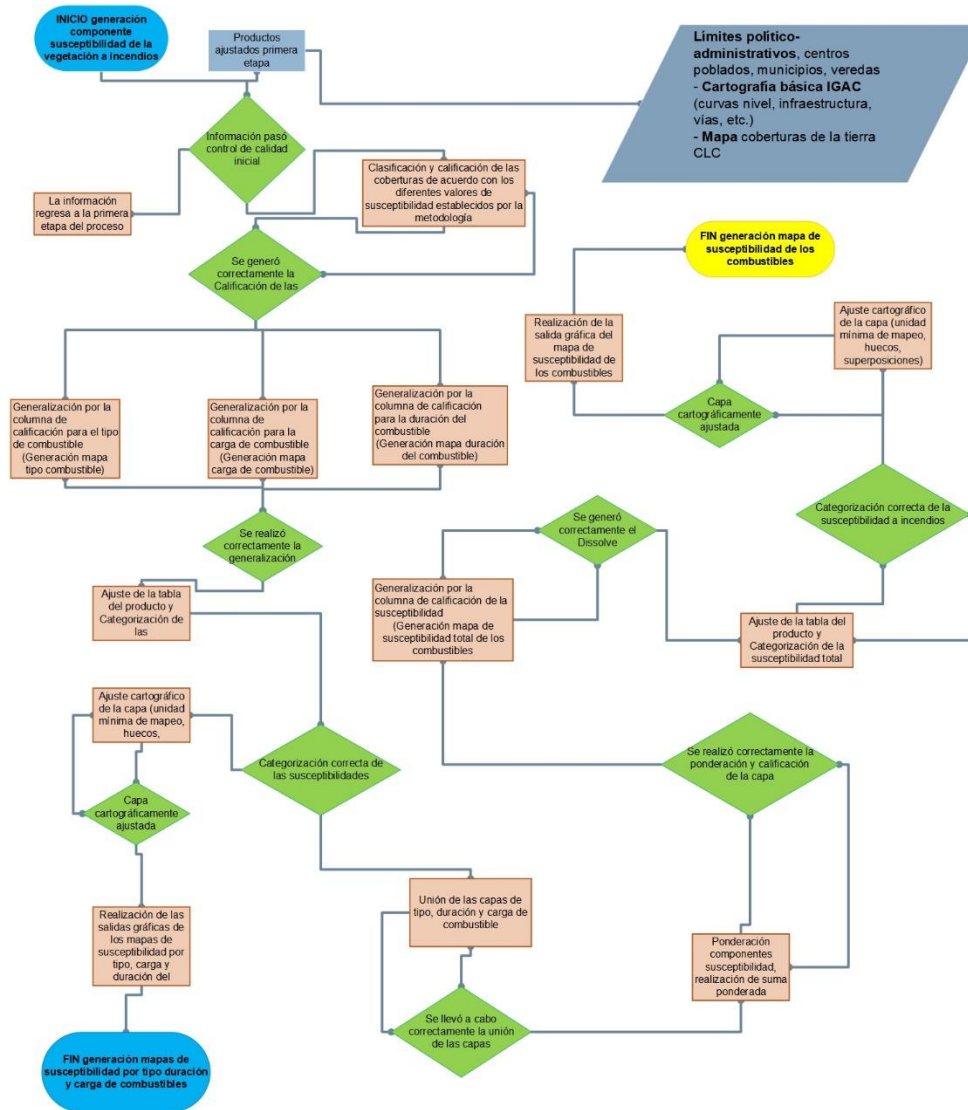 INICIO generación
componente
susceptibilidad de la
vegetación a incendios
Productos
ajustados primera
etapa
Límites político-
administrativos, centros
poblados, municipios, veredas
- Cartografía básica IGAC
(curvas nivel, infraestructura,
vías, etc.)
- Mapa coberturas de la tierra
CLC
Información pasó
control de calidad
inicial
Clasificación y calificación de las
coberturas de acuerdo con los
diferentes valores de
susceptibilidad establecidos por la
metodología
La información
regresa a la primera
etapa del proceso
Se generó
correctamente la
Calificación de las
FIN generación mapa de
susceptibilidad de los
combustibles
Realización de la
salida gráfica del
mapa de
susceptibilidad de
los combustibles
Ajuste cartográfico
de la capa (unidad
mínima de mapeo,
huecos,
superposiciones)
Capa
cartográficamente
ajustada
Generalización por la
columna de
calificación para el tipo
de combustible
(Generación mapa
tipo combustible)
Generalización por la
columna de
calificación para la
carga de combustible
(Generación mapa
carga de combustible)
Generalización por la
columna de calificación
para la duración del
combustible
(Generación mapa duración
del combustible)
Categorización correcta de la
susceptibilidad a incendios
Se realizó
correctamente la
generalización
Se generó
correctamente el
Dissolve
Ajuste de la tabla
del producto y
Categorización de
las
Generalización por la
columna de calificación de la
susceptibilidad
(Generación mapa de
susceptibilidad total de los
combustibles
Ajuste de la tabla del
producto y
Categorización de la
susceptibilidad total
Ajuste cartográfico
de la capa (unidad
mínima de mapeo,
huecos,
Categorización correcta de
las susceptibilidades
Se realizó correctamente la
ponderación y calificación
de la capa
Capa
cartográficamente
ajustada
Realización de las
salidas gráficas de
los mapas de
susceptibilidad por
tipo, carga y
duración del
Unión de las capas de
tipo, duración y carga de
combustible
Ponderación
componentes
susceptibilidad,
realización de suma
ponderada
Se llevó a cabo
correctamente la unión
de las capas
FIN generación mapas de
susceptibilidad por tipo duración
y carga de combustibles